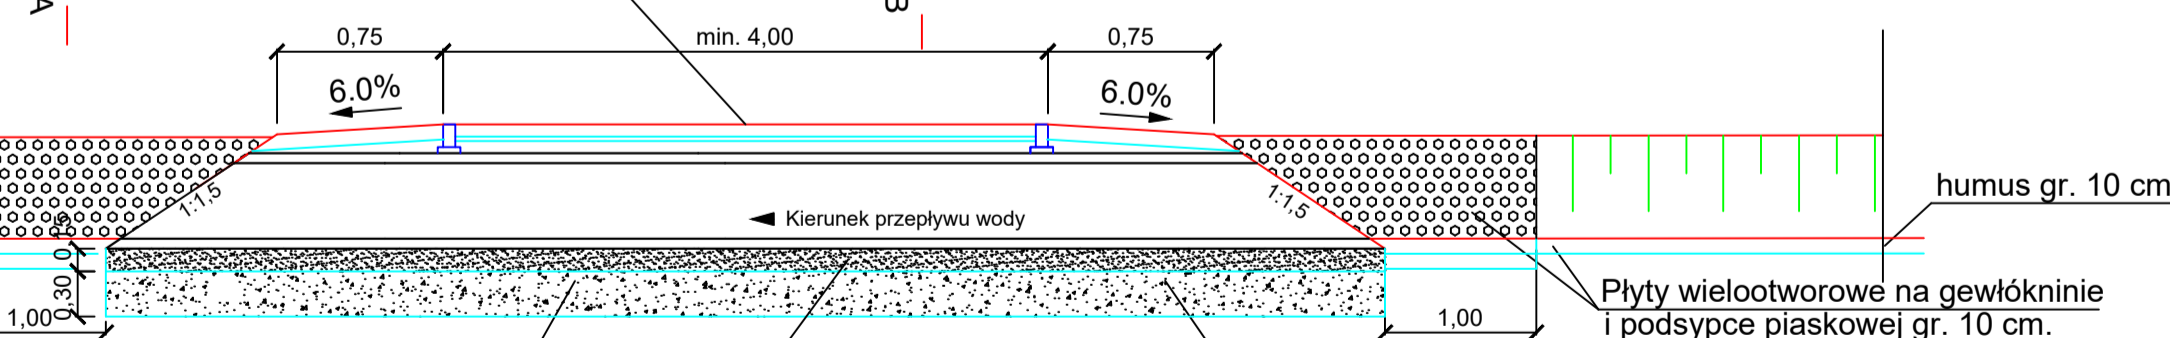 A
B
0,75
min. 4,00
0,75
6.0%
6.0%
1:1,5
1:1,5
Kierunek przepływu wody
humus gr. 10 cm
0,15
0,30
1,00
1,00
Płyty wielootworowe na gewłókninie
i podsypce piaskowej gr. 10 cm.